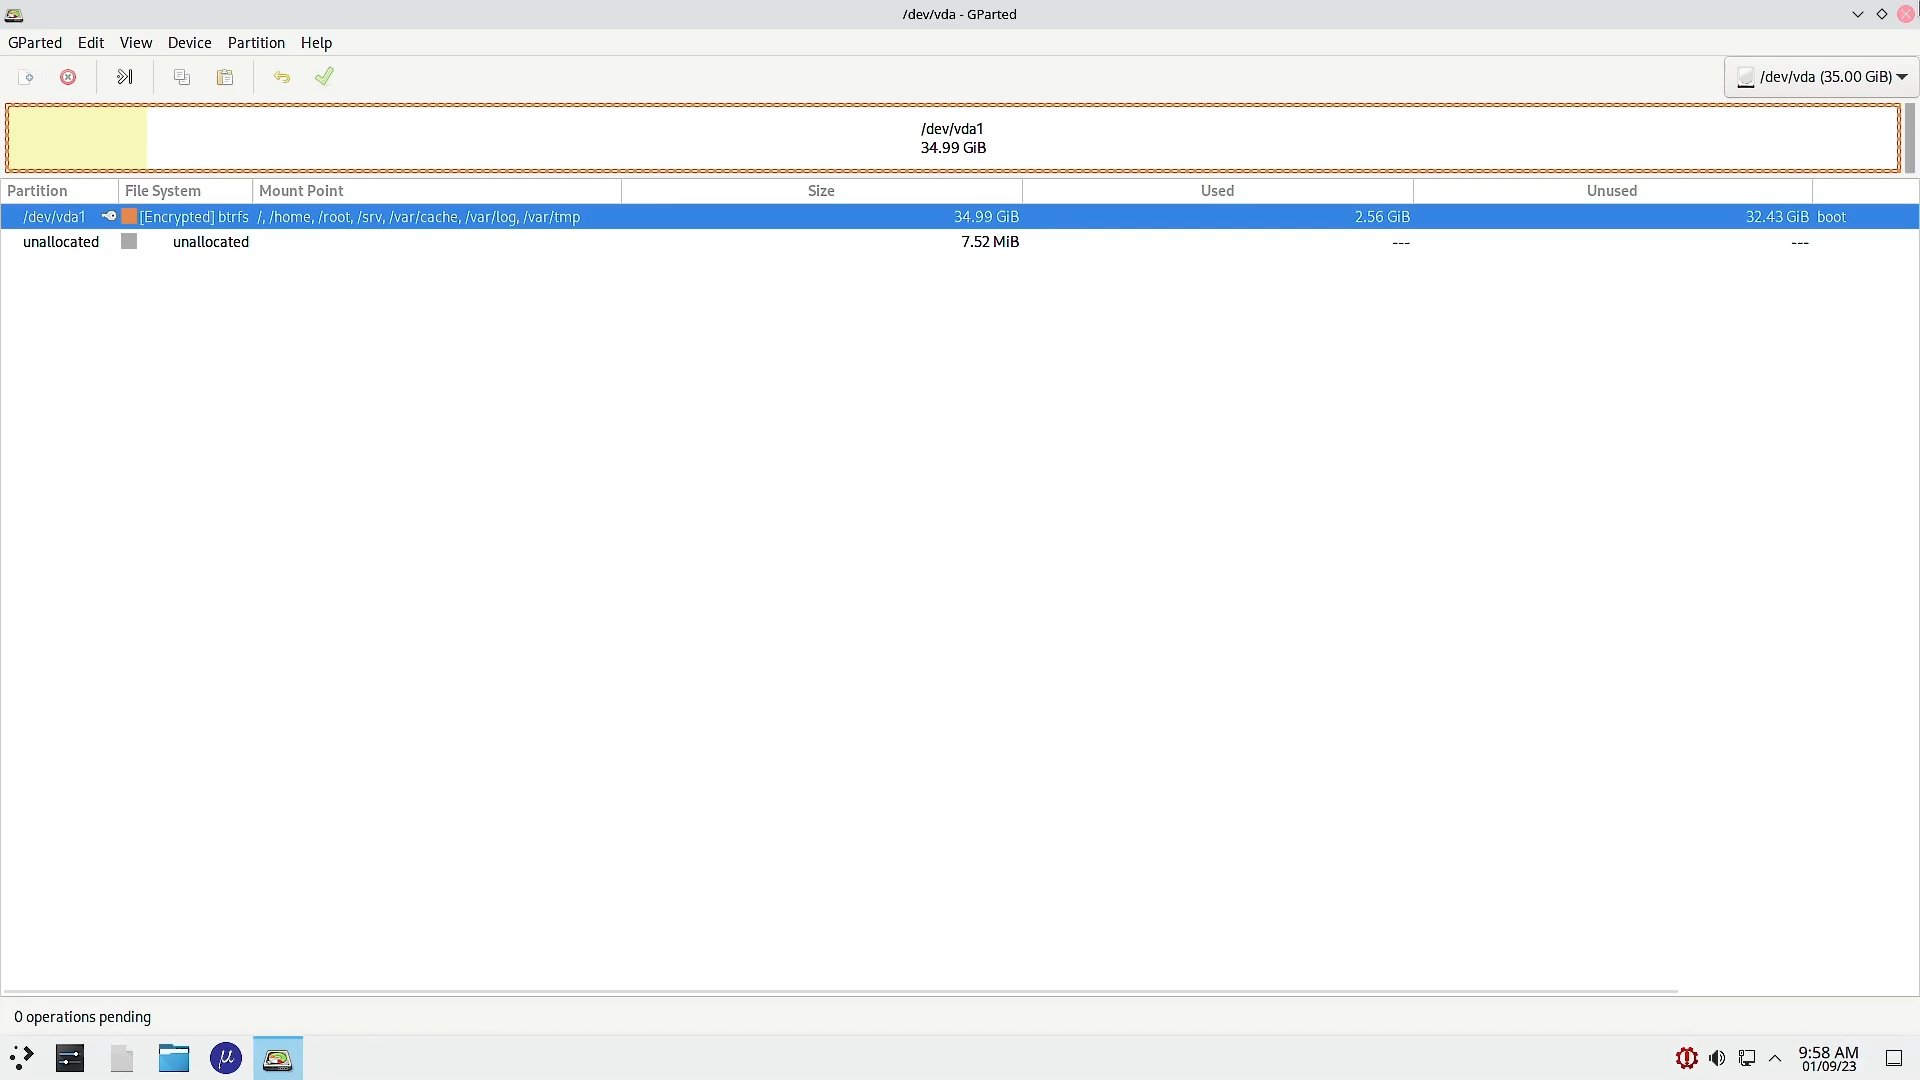 /dev/vda - GParted
GParted Edit View Device Partition Help
/dev/vda (35.00 GiB)
/dev/vda1
34.99 GiB
Partition File System Mount Point Size Used Unused
/dev/vda1 [Encrypted] btrfs /, /home, /root, /srv, /var/cache, /var/log, /var/tmp 34.99 GiB 2.56 GiB 32.43 GiB boot
unallocated unallocated 7.52 MiB --- ---
0 operations pending
µ
9:58 AM
01/09/23